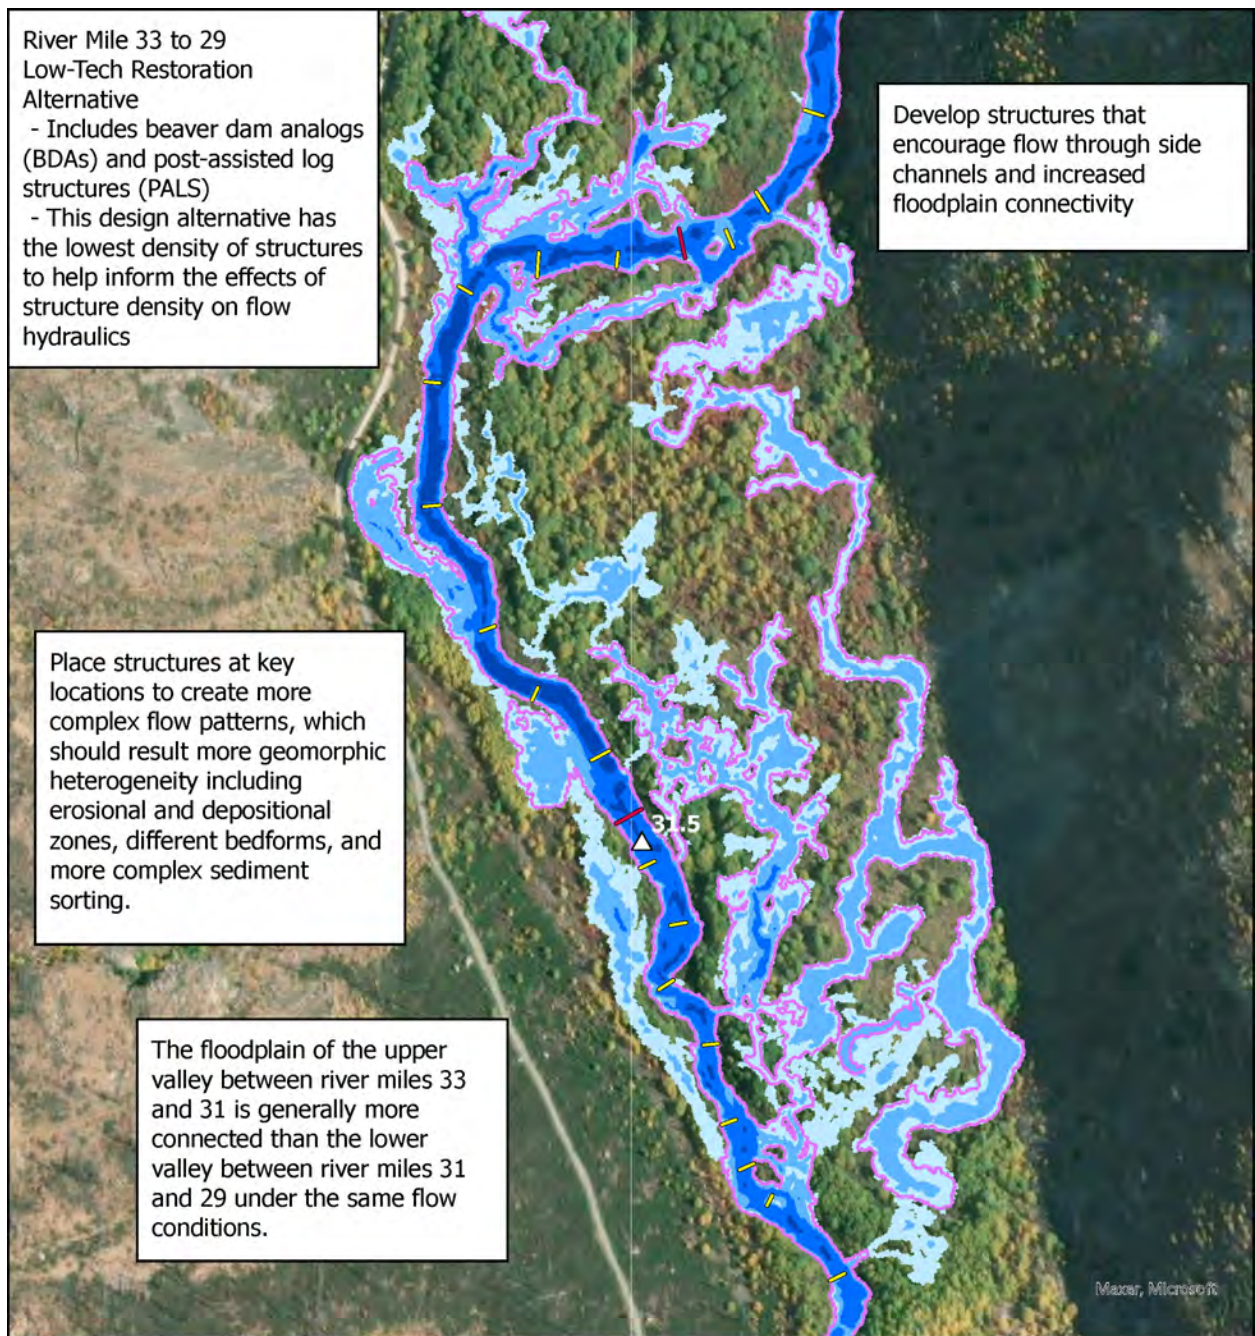 River Mile 33 to 29
Low-Tech Restoration
Alternative
- Includes beaver dam analogs
(BDAs) and post-assisted log
structures (PALS)
- This design alternative has
the lowest density of structures
to help inform the effects of
structure density on flow
hydraulics
Develop structures that
encourage flow through side
channels and increased
floodplain connectivity
Place structures at key
locations to create more
complex flow patterns, which
should result more geomorphic
heterogeneity including
erosional and depositional
zones, different bedforms, and
more complex sediment
sorting.
31.5
The floodplain of the upper
valley between river miles 33
and 31 is generally more
connected than the lower
valley between river miles 31
and 29 under the same flow
conditions.
Maxar, Microsoft